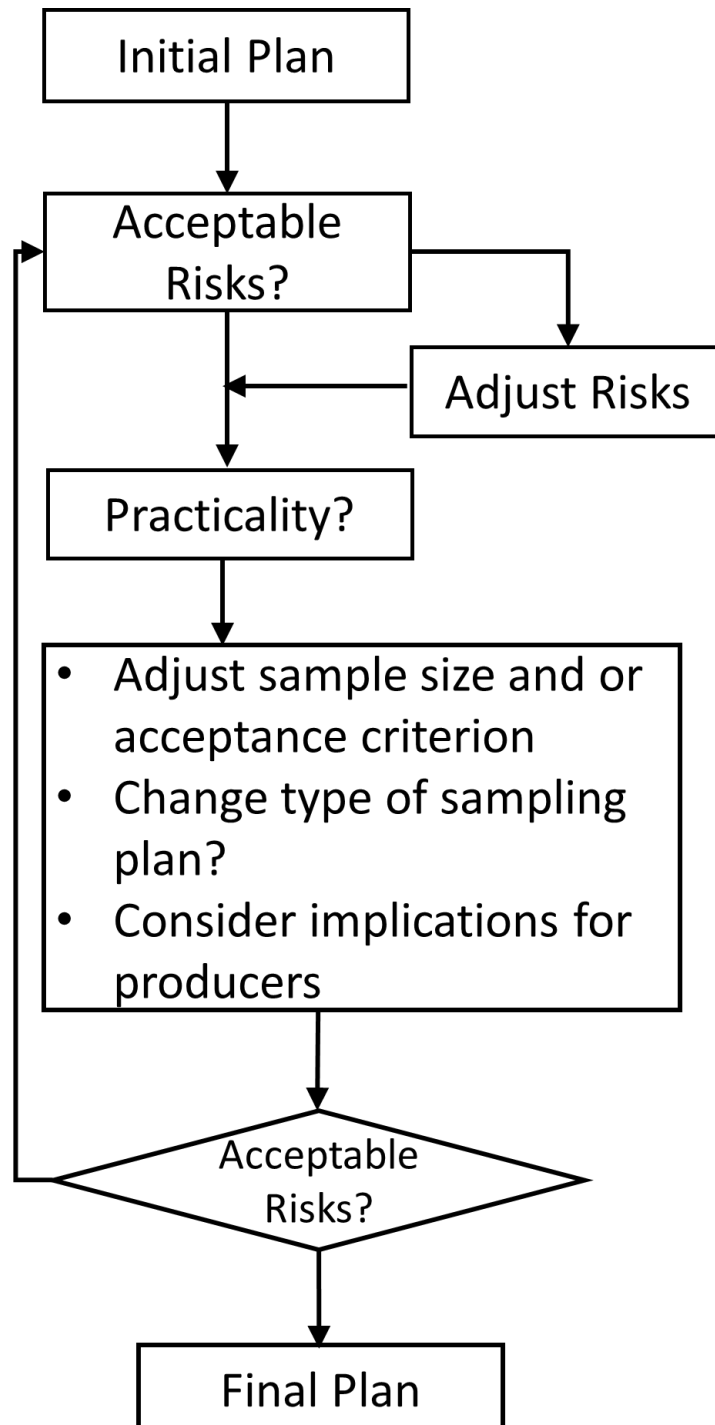 Initial Plan
Acceptable
Risks?
Adjust Risks
Practicality?
• Adjust sample size and or
acceptance criterion
• Change type of sampling
plan?
• Consider implications for
producers
Acceptable
Risks?
Final Plan